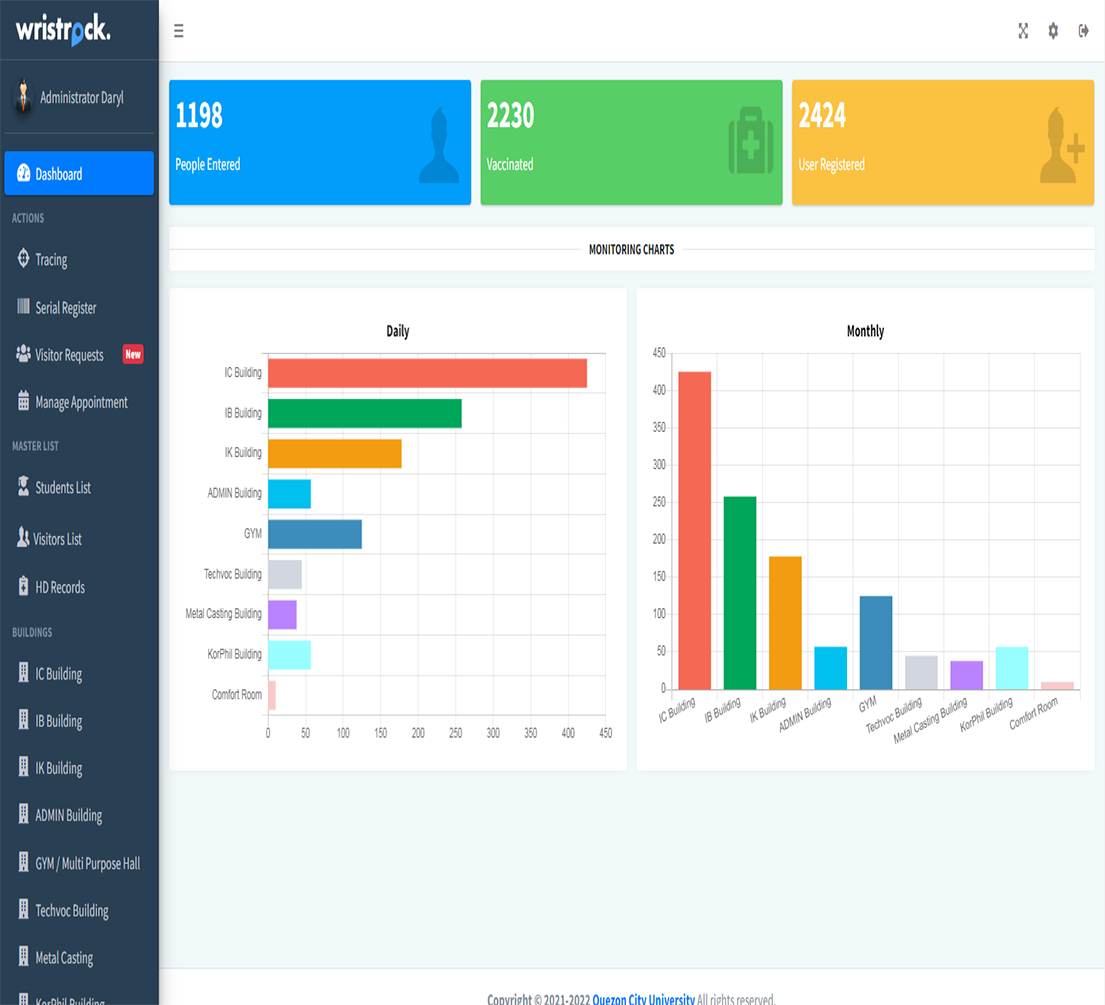 wristrack.
Administrator Daryl
Dashboard
ACTIONS
Tracing
Serial Register
Visitor Requests New
Manage Appointment
MASTER LIST
Students List
Visitors List
HD Records
BUILDINGS
IC Building
IB Building
IK Building
ADMIN Building
GYM / Multi Purpose Hall
Techvoc Building
Metal Casting
KorPhil Building
1198
People Entered
2230
Vaccinated
2424
User Registered
MONITORING CHARTS
Daily
IC Building
IB Building
IK Building
ADMIN Building
GYM
Techvoc Building
Metal Casting Building
KorPhil Building
Comfort Room
0 50 100 150 200 250 300 350 400 450
Monthly
450
400
350
300
250
200
150
100
50
0
IC Building IB Building IK Building ADMIN Building GYM Techvoc Building Metal Casting Building KorPhil Building Comfort Room
Copyright © 2021-2022 Quezon City University All rights reserved.